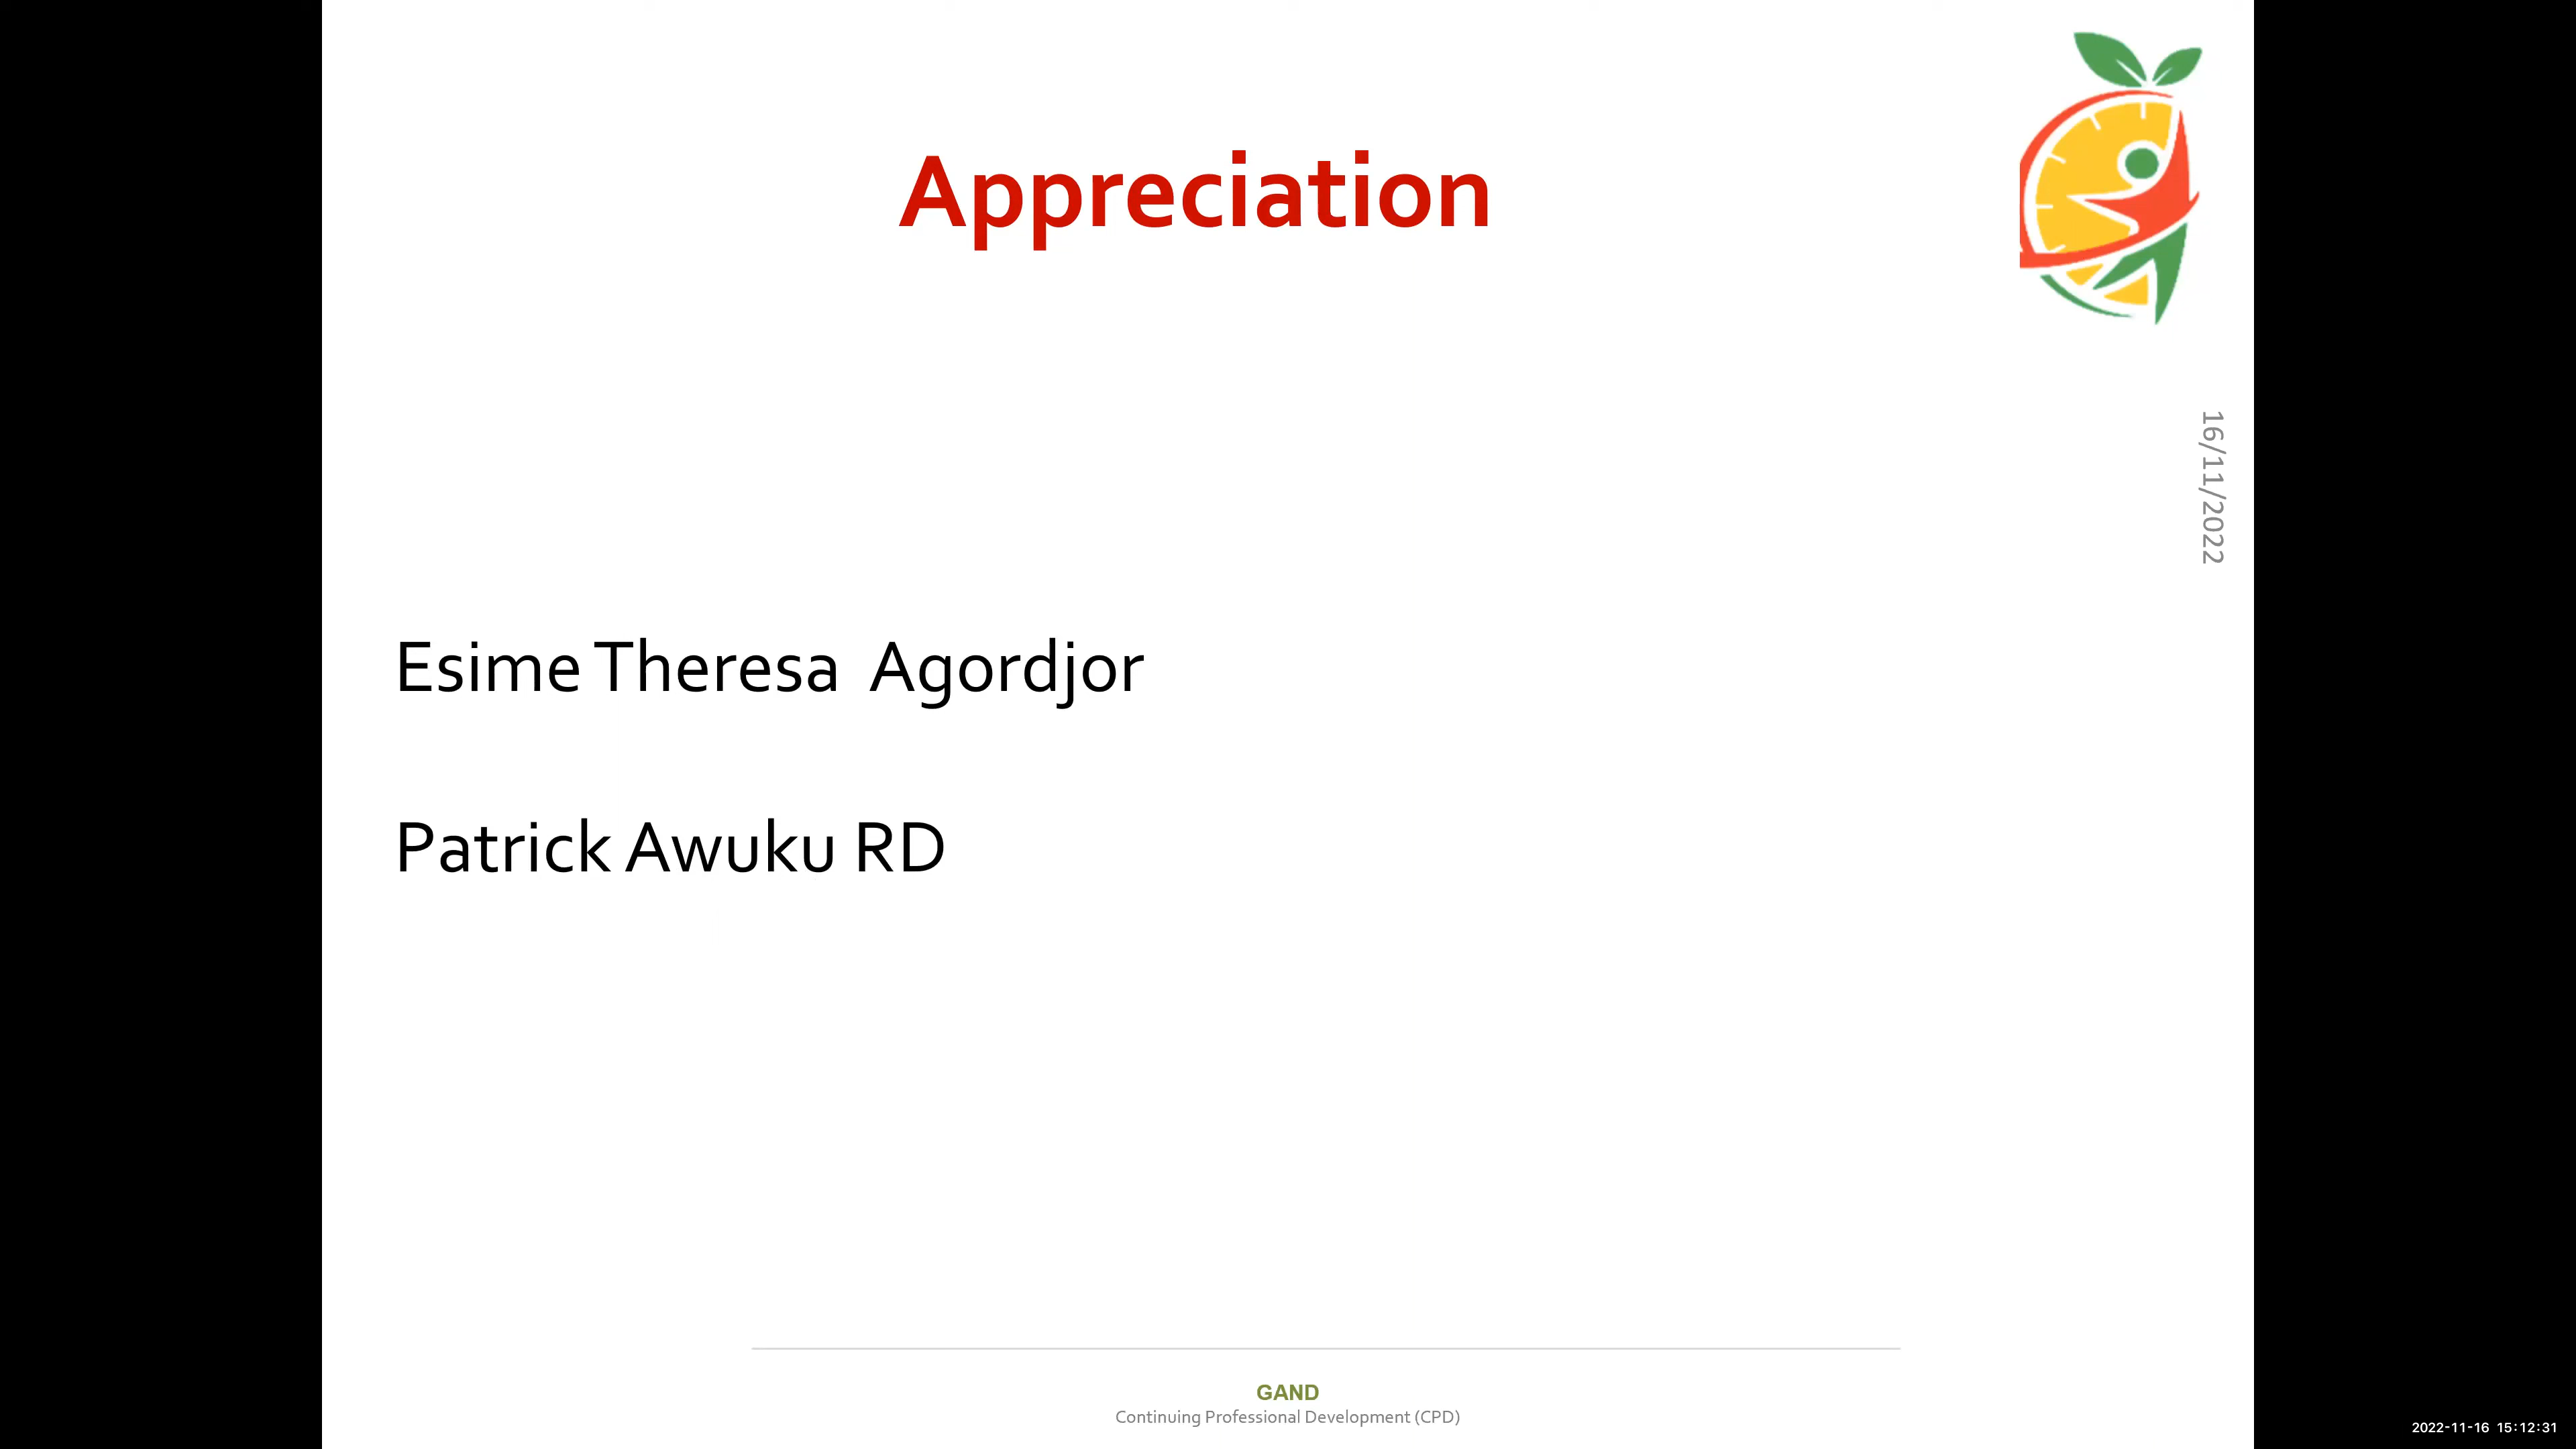 Appreciation
16/11/2022
Esime Theresa  Agordjor
Patrick Awuku RD
GAND
Continuing Professional Development (CPD)
2022-11-16 15:12:31